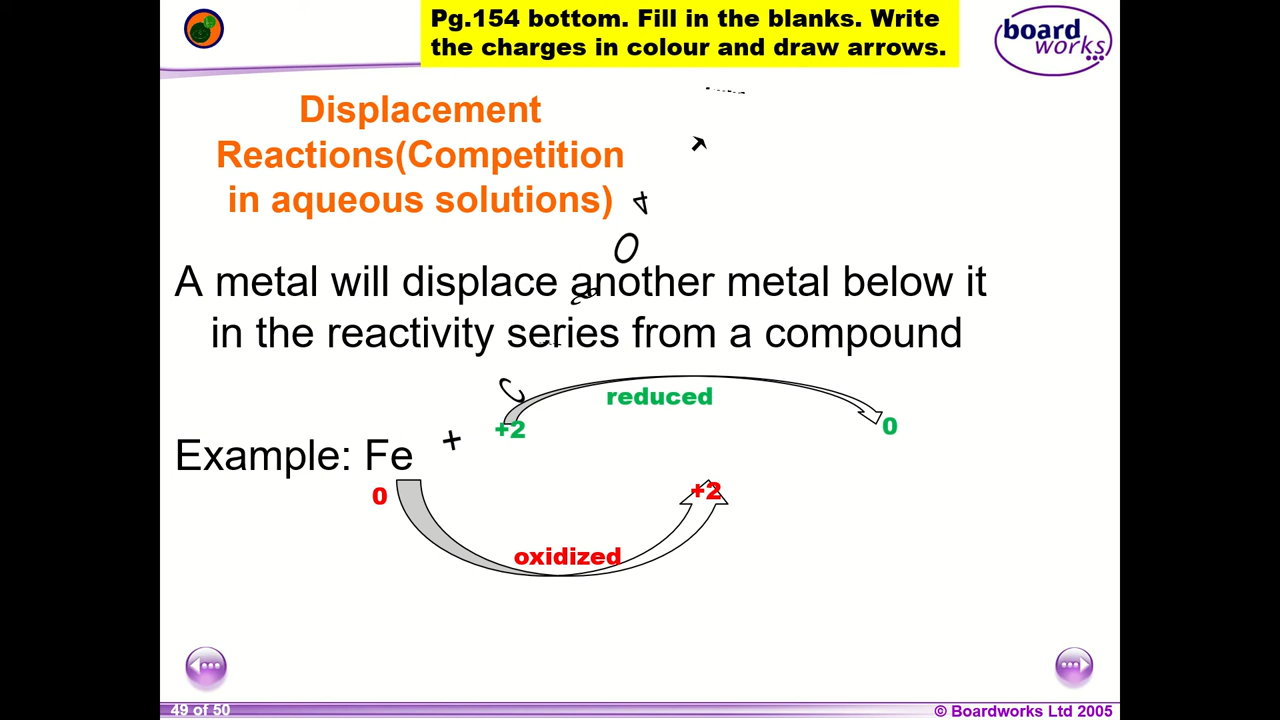 Pg.154 bottom. Fill in the blanks. Write
the charges in colour and draw arrows.
board
works
Displacement
Reactions(Competition
in aqueous solutions)
4
O
A metal will displace another metal below it
in the reactivity series from a compound
C
reduced
+2
0
Example: Fe +
0
+2
oxidized
49 of 50
© Boardworks Ltd 2005